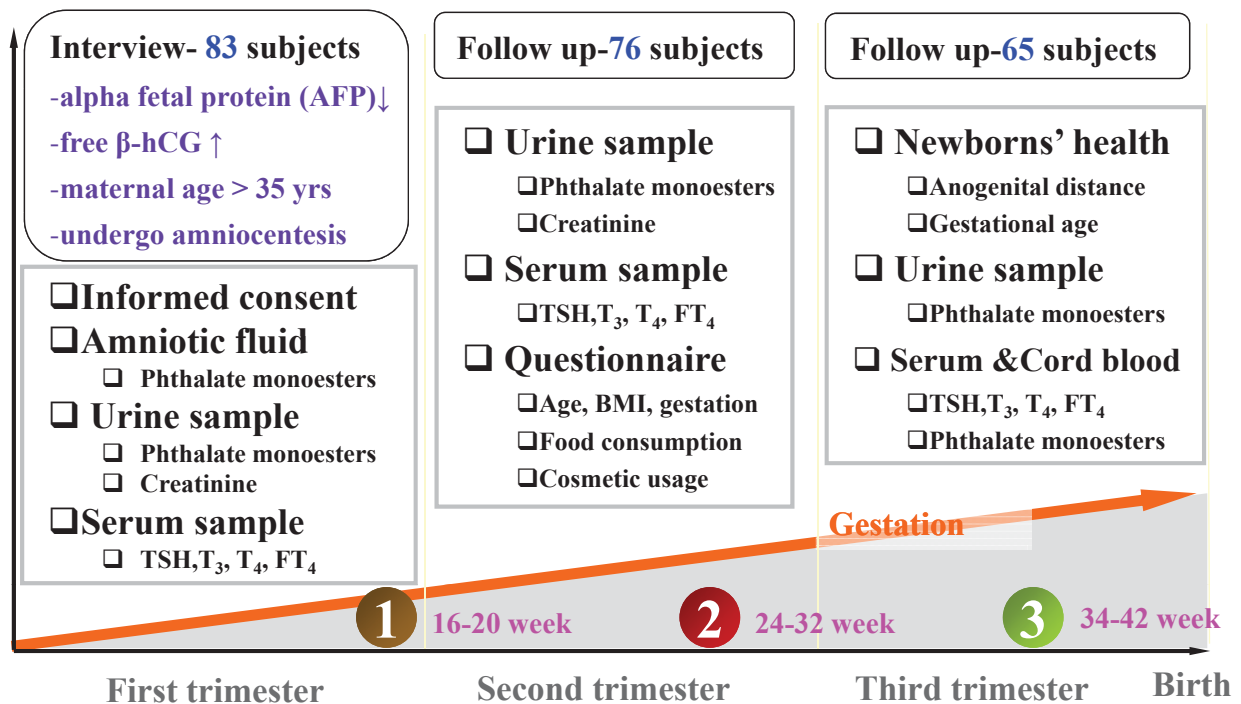 Interview- 83 subjects
-alpha fetal protein (AFP)↓
-free β-hCG ↑
-maternal age > 35 yrs
-undergo amniocentesis
❑Informed consent
❑Amniotic fluid
❑ Phthalate monoesters
❑ Urine sample
❑ Phthalate monoesters
❑ Creatinine
❑Serum sample
❑ TSH,T₃, T₄, FT₄
Follow up-76 subjects
❑ Urine sample
❑Phthalate monoesters
❑Creatinine
❑ Serum sample
❑TSH,T₃, T₄, FT₄
❑ Questionnaire
❑Age, BMI, gestation
❑Food consumption
❑Cosmetic usage
Follow up-65 subjects
❑ Newborns’ health
❑Anogenital distance
❑Gestational age
❑ Urine sample
❑Phthalate monoesters
❑ Serum &Cord blood
❑TSH,T₃, T₄, FT₄
❑Phthalate monoesters
Gestation
1 16-20 week
2 24-32 week
3 34-42 week
First trimester
Second trimester
Third trimester
Birth